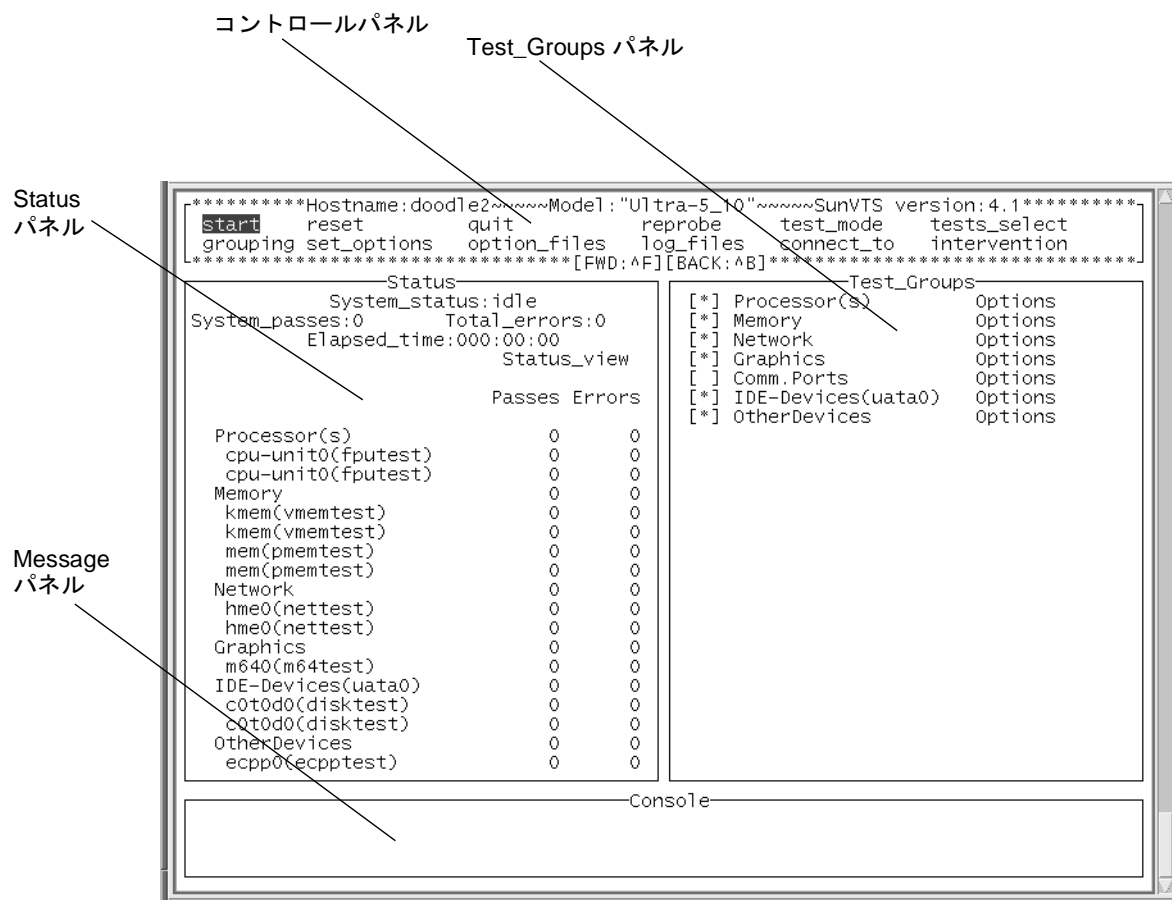 コントロールパネル
Test_Groups パネル
Status
パネル
**********Hostname:doodle2~~~~~Model:"Ultra-5_10"~~~~~SunVTS version:4.1**********
start reset quit reprobe test_mode tests_select
grouping set_options option_files log_files connect_to intervention
**********************************[FWD:^F][BACK:^B]*********************************
Status
System_status:idle
System_passes:0 Total_errors:0
Elapsed_time:000:00:00
Status_view
Passes Errors
Processor(s) 0 0
cpu-unit0(fputest) 0 0
cpu-unit0(fputest) 0 0
Memory 0 0
kmem(vmemtest) 0 0
kmem(vmemtest) 0 0
mem(pmemtest) 0 0
mem(pmemtest) 0 0
Network 0 0
hme0(nettest) 0 0
hme0(nettest) 0 0
Graphics 0 0
m640(m64test) 0 0
IDE-Devices(uata0) 0 0
c0t0d0(disktest) 0 0
c0t0d0(disktest) 0 0
OtherDevices 0 0
ecpp0(ecpptest) 0 0
Test_Groups
[*] Processor(s) Options
[*] Memory Options
[*] Network Options
[*] Graphics Options
[ ] Comm.Ports Options
[*] IDE-Devices(uata0) Options
[*] OtherDevices Options
Message
パネル
Console